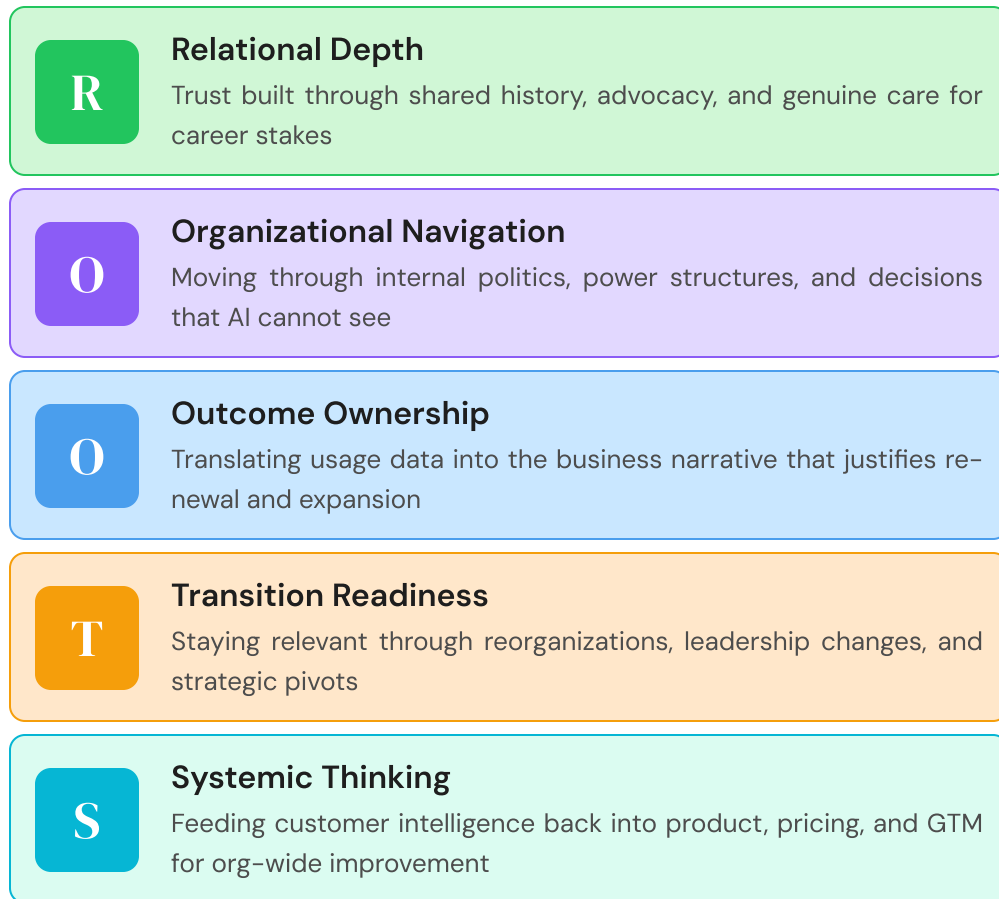 R
Relational Depth
Trust built through shared history, advocacy, and genuine care for
career stakes
O
Organizational Navigation
Moving through internal politics, power structures, and decisions
that AI cannot see
O
Outcome Ownership
Translating usage data into the business narrative that justifies re-
newal and expansion
T
Transition Readiness
Staying relevant through reorganizations, leadership changes, and
strategic pivots
S
Systemic Thinking
Feeding customer intelligence back into product, pricing, and GTM
for org-wide improvement